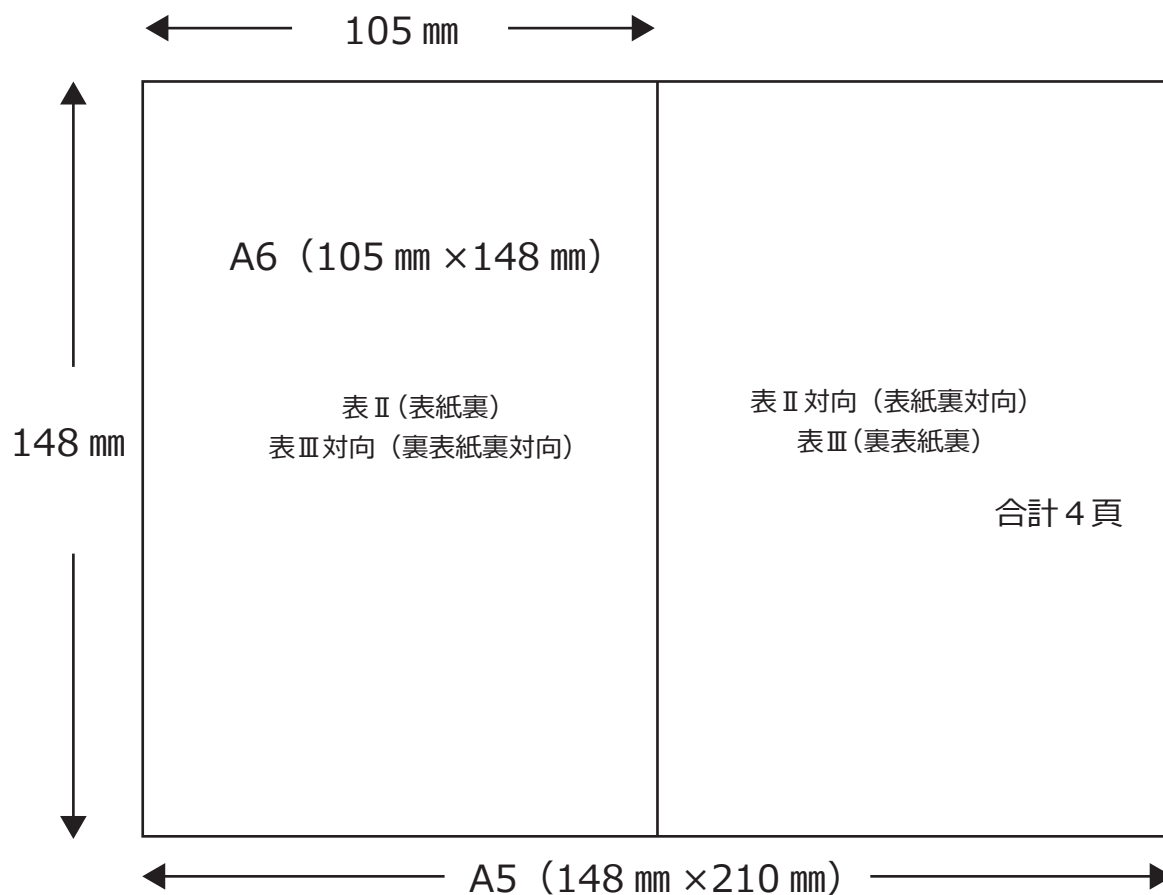 105 ㎜
A6（105 ㎜ ×148 ㎜）
148 ㎜
表Ⅱ（表紙裏）
表Ⅲ対向（裏表紙裏対向）
表Ⅱ対向（表紙裏対向）
表Ⅲ（裏表紙裏）
合計４頁
A5（148 ㎜ ×210 ㎜）